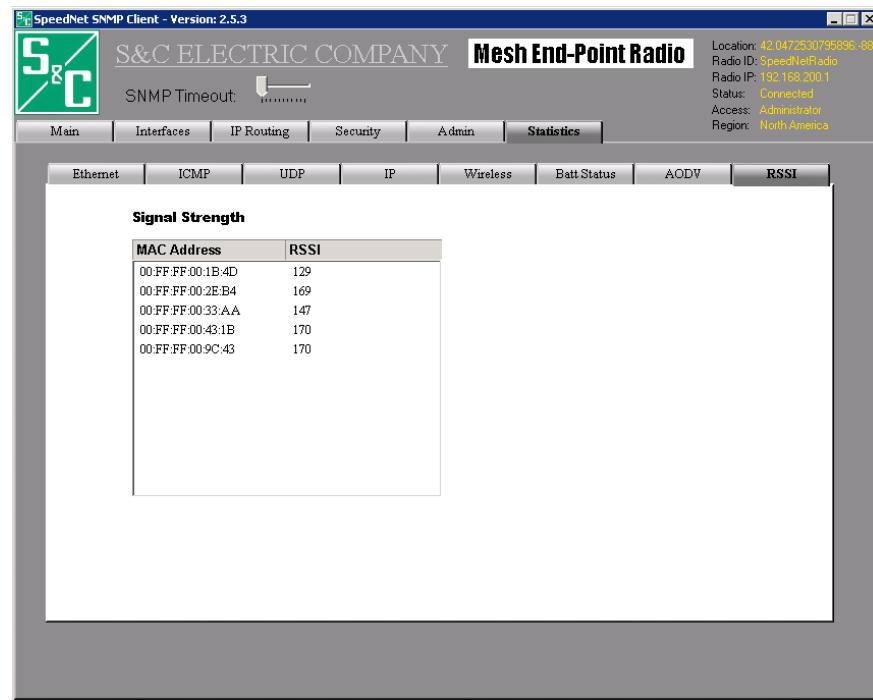 SpeedNet SNMP Client - Version: 2.5.3
S&C
S&C ELECTRIC COMPANY
Mesh End-Point Radio
SNMP Timeout:
Location: 42.0472530795896,-88
Radio ID: SpeedNetRadio
Radio IP: 192.168.200.1
Status: Connected
Access: Administrator
Region: North America
Main Interfaces IP Routing Security Admin Statistics
Ethernet ICMP UDP IP Wireless Batt Status AODV RSSI
Signal Strength
MAC Address RSSI
00:FF:FF:00:1B:4D 129
00:FF:FF:00:2E:B4 169
00:FF:FF:00:33:AA 147
00:FF:FF:00:43:1B 170
00:FF:FF:00:9C:43 170